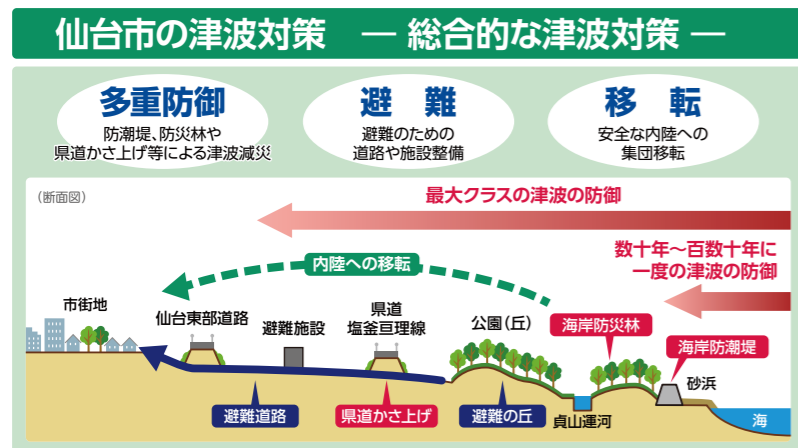 仙台市の津波対策 ― 総合的な津波対策 ―
多重防御
防潮堤、防災林や
県道かさ上げ等による津波減災
避難
避難のための
道路や施設整備
移転
安全な内陸への
集団移転
(断面図)
最大クラスの津波の防御
数十年～百数十年に
一度の津波の防御
内陸への移転
市街地
仙台東部道路
避難施設
県道
塩釜亘理線
公園(丘)
海岸防災林
海岸防潮堤
砂浜
避難道路
県道かさ上げ
避難の丘
貞山運河
海